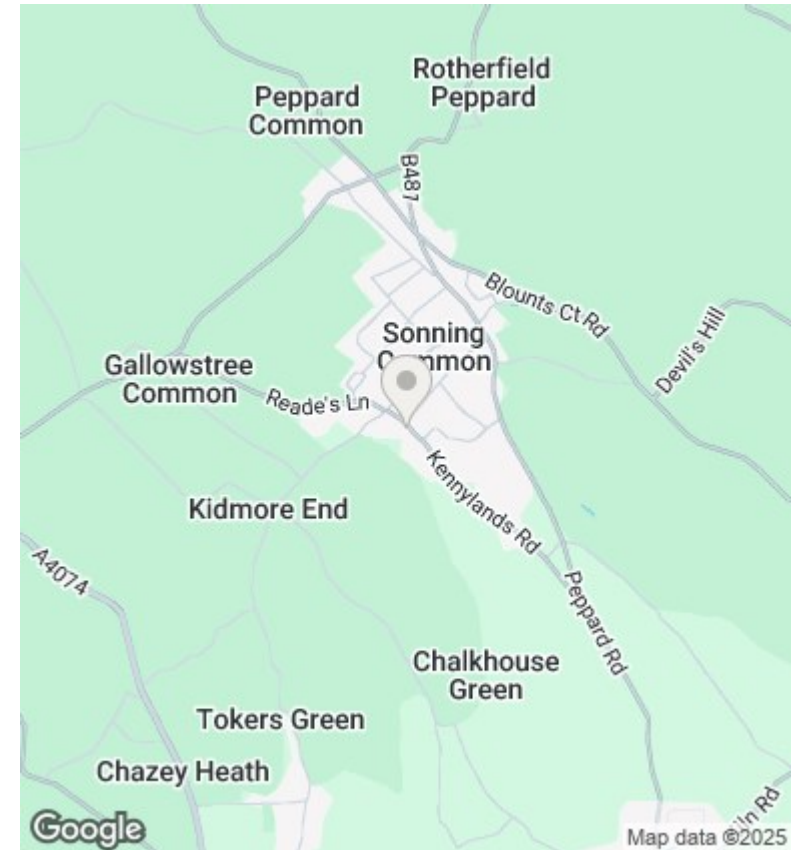 Rotherfield
Peppard
Peppard
Common
B487
Blounts Ct Rd
Devil's Hill
Sonning
Common
Gallowstree
Common
Reade's Ln
Kennylands Rd
Kidmore End
A4074
Peppard Rd
Chalkhouse
Green
Tokers Green
Chazey Heath
Rd
Google
Map data ©2025